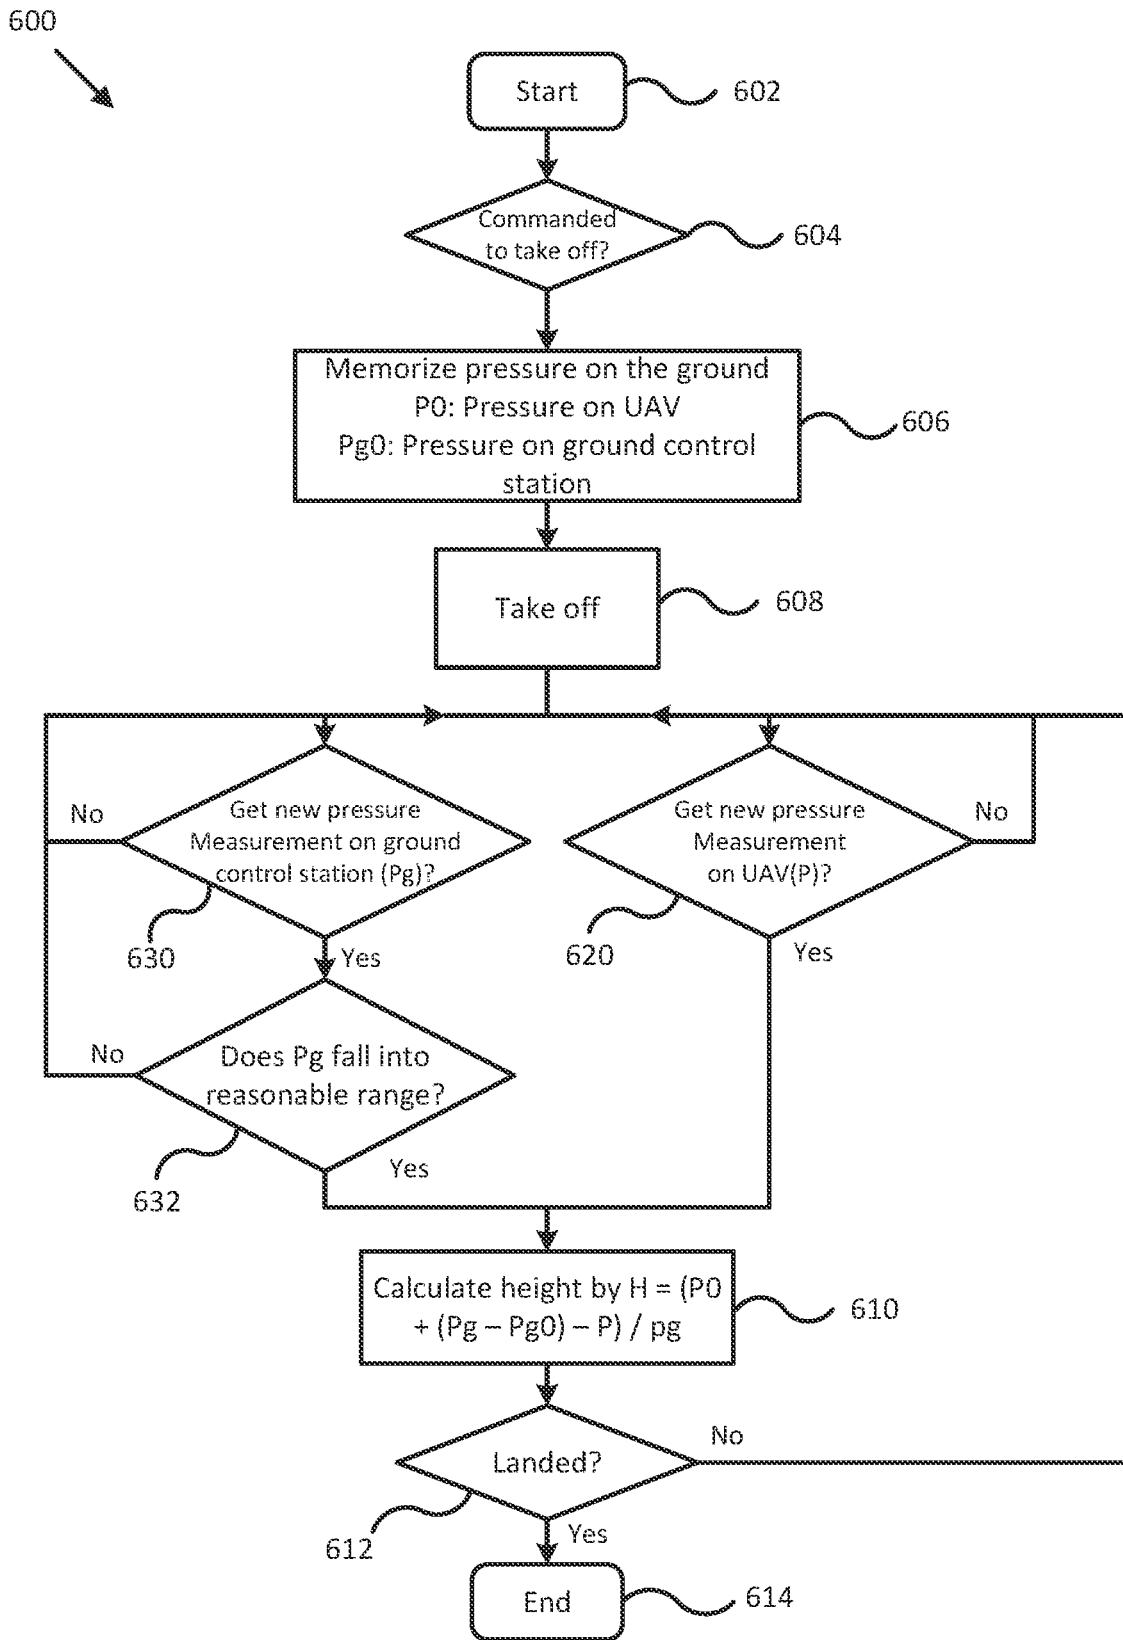 600
Start
602
Commanded
to take off?
604
Memorize pressure on the ground
P0: Pressure on UAV
Pg0: Pressure on ground control
station
606
Take off
608
No
Get new pressure
Measurement on ground
control station (Pg)?
630
Yes
Get new pressure
Measurement
on UAV(P)?
No
620
Yes
No
Does Pg fall into
reasonable range?
632
Yes
Calculate height by H = (P0
+ (Pg – Pg0) – P) / pg
610
Landed?
No
612
Yes
End
614